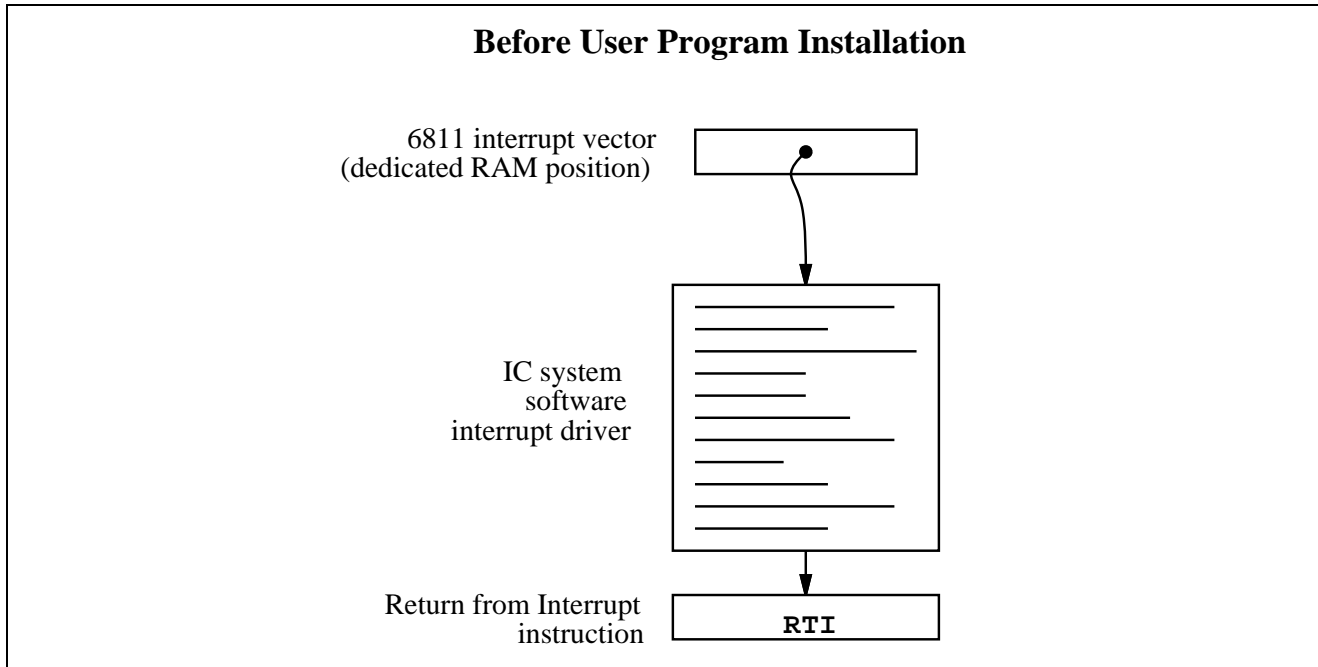 Before User Program Installation
6811 interrupt vector
(dedicated RAM position)
IC system
software
interrupt driver
Return from Interrupt
instruction
RTI